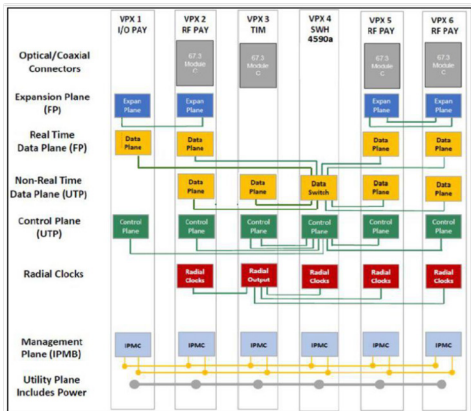 VPX 1 VPX 2 VPX 3 VPX 4 VPX 5 VPX 6
I/O PAY RF PAY TIM SWH RF PAY RF PAY
4590a
Optical/Coaxial
Connectors
67.3
Module
C
67.3
Module
C
67.3
Module
C
67.3
Module
C
Expansion Plane
(FP)
Expan
Plane
Expan
Plane
Expan
Plane
Expan
Plane
Real Time
Data Plane (FP)
Data
Plane
Data
Plane
Data
Plane
Data
Plane
Non-Real Time
Data Plane (UTP)
Data
Plane
Data
Plane
Data
Switch
Data
Plane
Data
Plane
Control Plane
(UTP)
Control
Plane
Control
Plane
Control
Plane
Control
Plane
Control
Plane
Control
Plane
Radial Clocks
Radial
Clocks
Radial
Output
Radial
Clocks
Radial
Clocks
Radial
Clocks
Management
Plane (IPMB)
IPMC
IPMC
IPMC
IPMC
IPMC
IPMC
Utility Plane
Includes Power